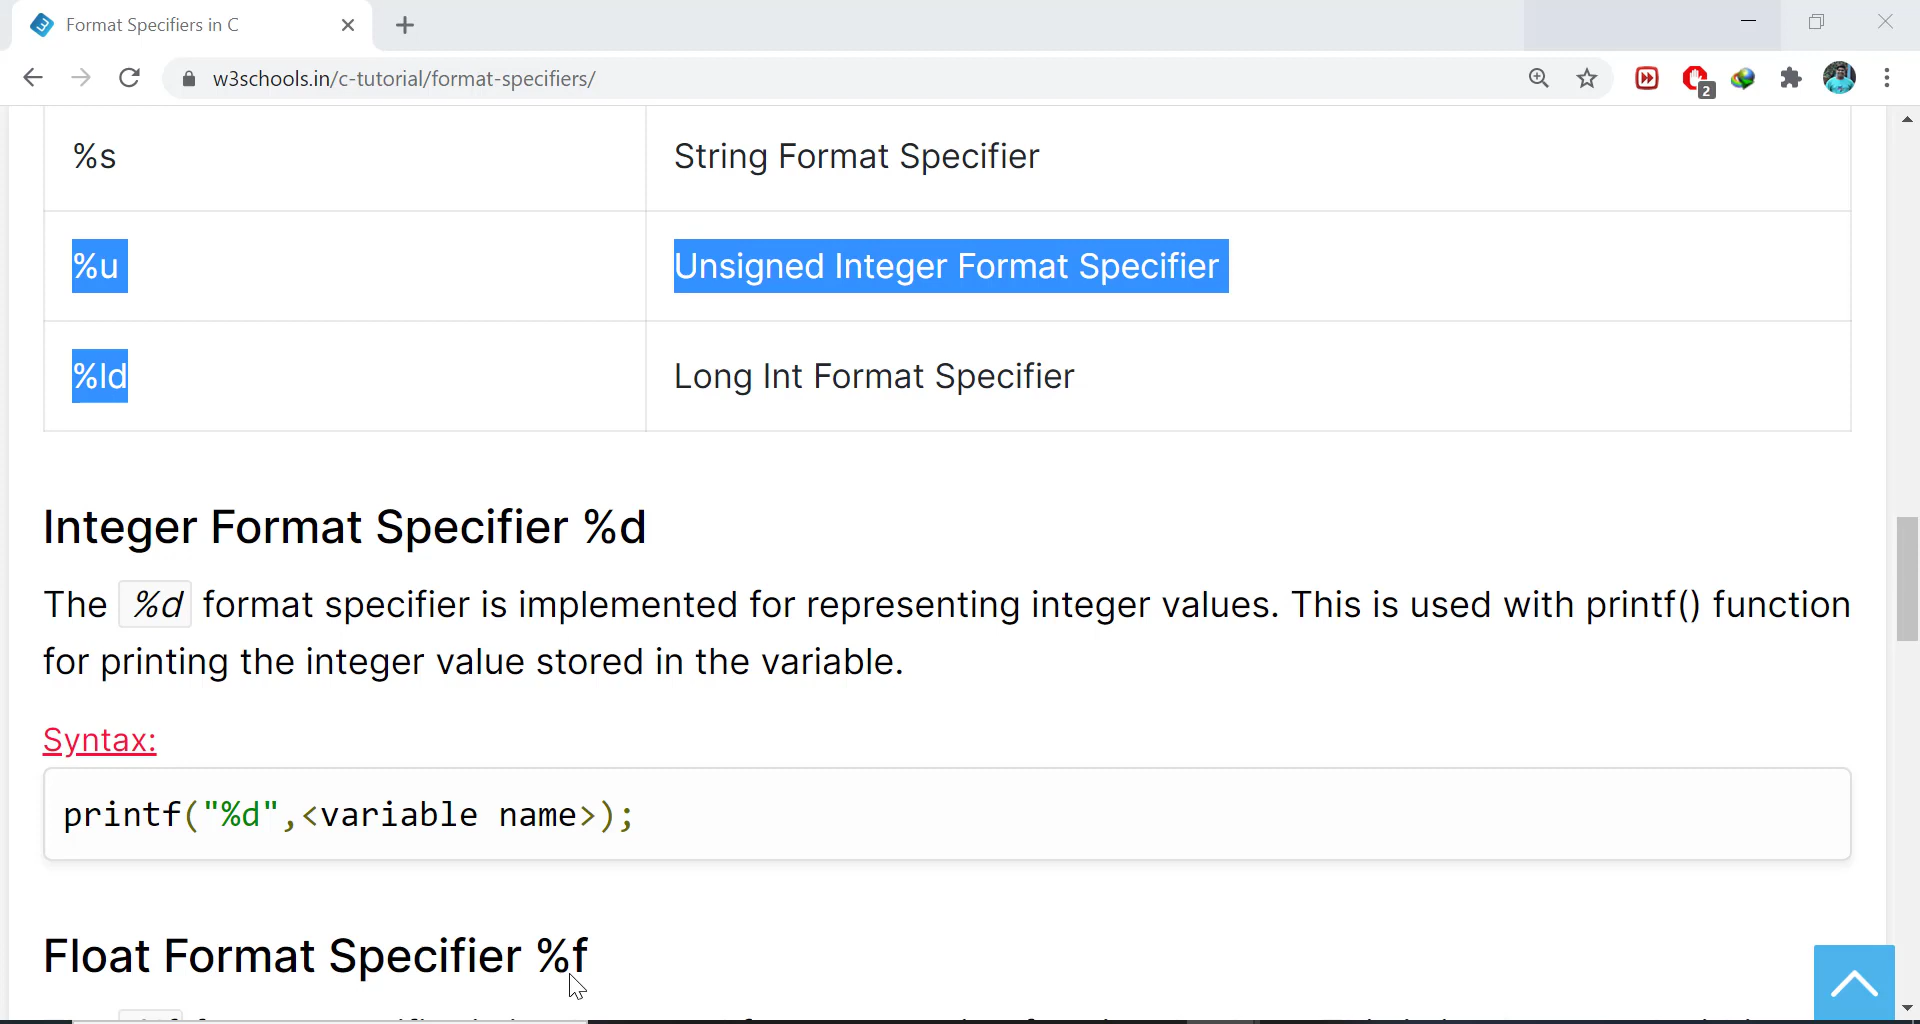 Format Specifiers in C
w3schools.in/c-tutorial/format-specifiers/
2
%s String Format Specifier
%u Unsigned Integer Format Specifier
%ld Long Int Format Specifier
Integer Format Specifier %d
The %d format specifier is implemented for representing integer values. This is used with printf() function
for printing the integer value stored in the variable.
Syntax:
printf("%d",<variable name>);
Float Format Specifier %f